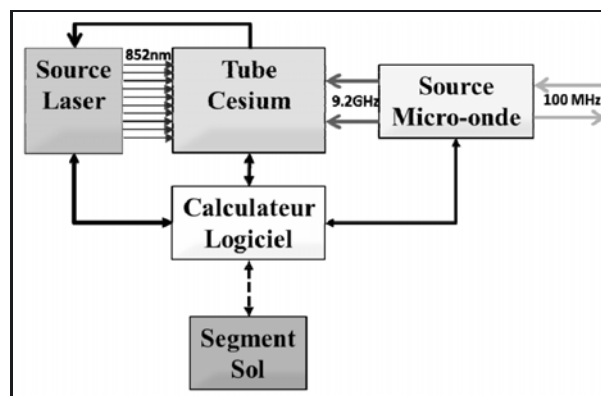 Source
Laser
852nm
Tube
Cesium
9.2GHz
Source
Micro-onde
100 MHz
Calculateur
Logiciel
Segment
Sol